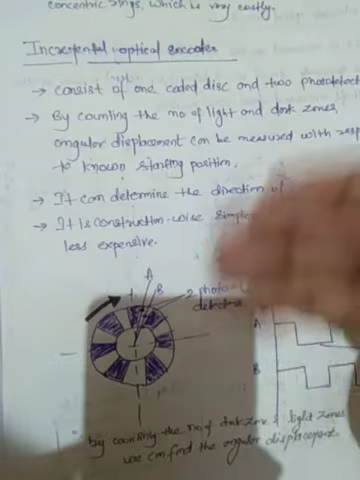 concentric rings, which is very costly.
Incremental optical encoder
→ consist of one coded disc and two photodetect
→ By counting the no of light and dark zones,
angular displacement can be measured with resp
to known starting position.
→ It can determine the direction of
→ It is construction-wise simple
less expensive.
A
B
2 photo-
detector
A
B
by counting the no of dark zone & light zones
we can find the angular displacement.